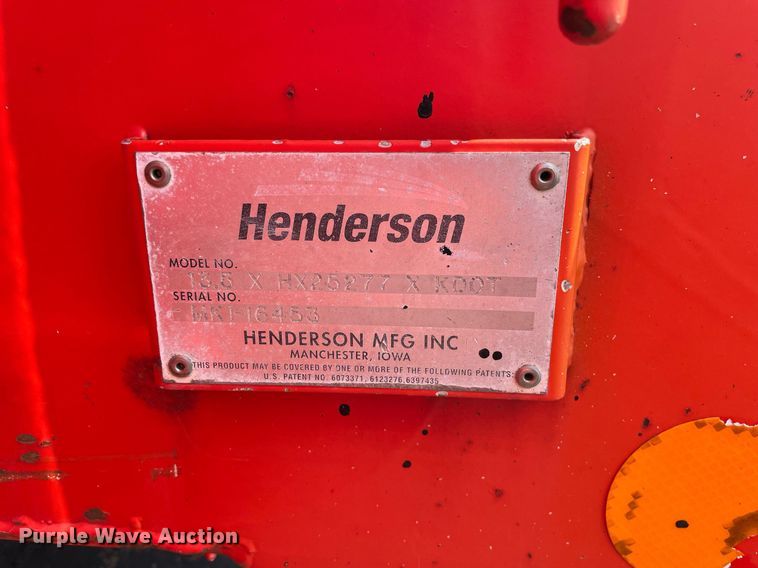 Henderson
MODEL NO.
13.5 X HX25277 X KDOT
SERIAL NO.
HENDERSON MFG INC
MANCHESTER, IOWA
THIS PRODUCT MAY BE COVERED BY ONE OR MORE OF THE FOLLOWING PATENTS:
U.S. PATENT NO. 6073371, 6123276, 6397435
Purple Wave Auction